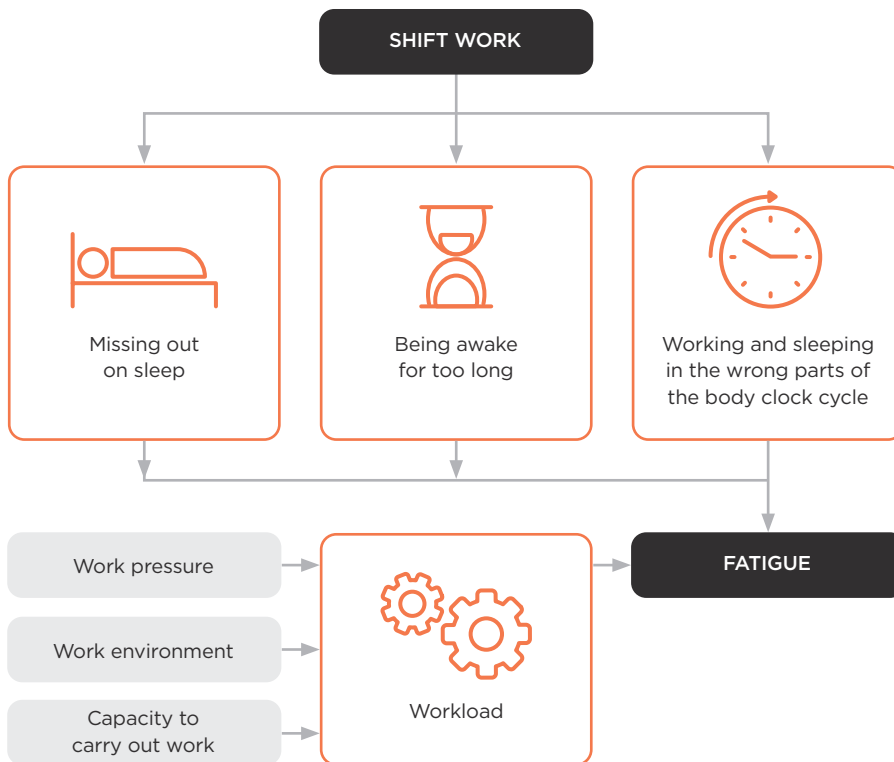 SHIFT WORK
Missing out
on sleep
Being awake
for too long
Working and sleeping
in the wrong parts of
the body clock cycle
Work pressure
Work environment
Capacity to
carry out work
Workload
FATIGUE